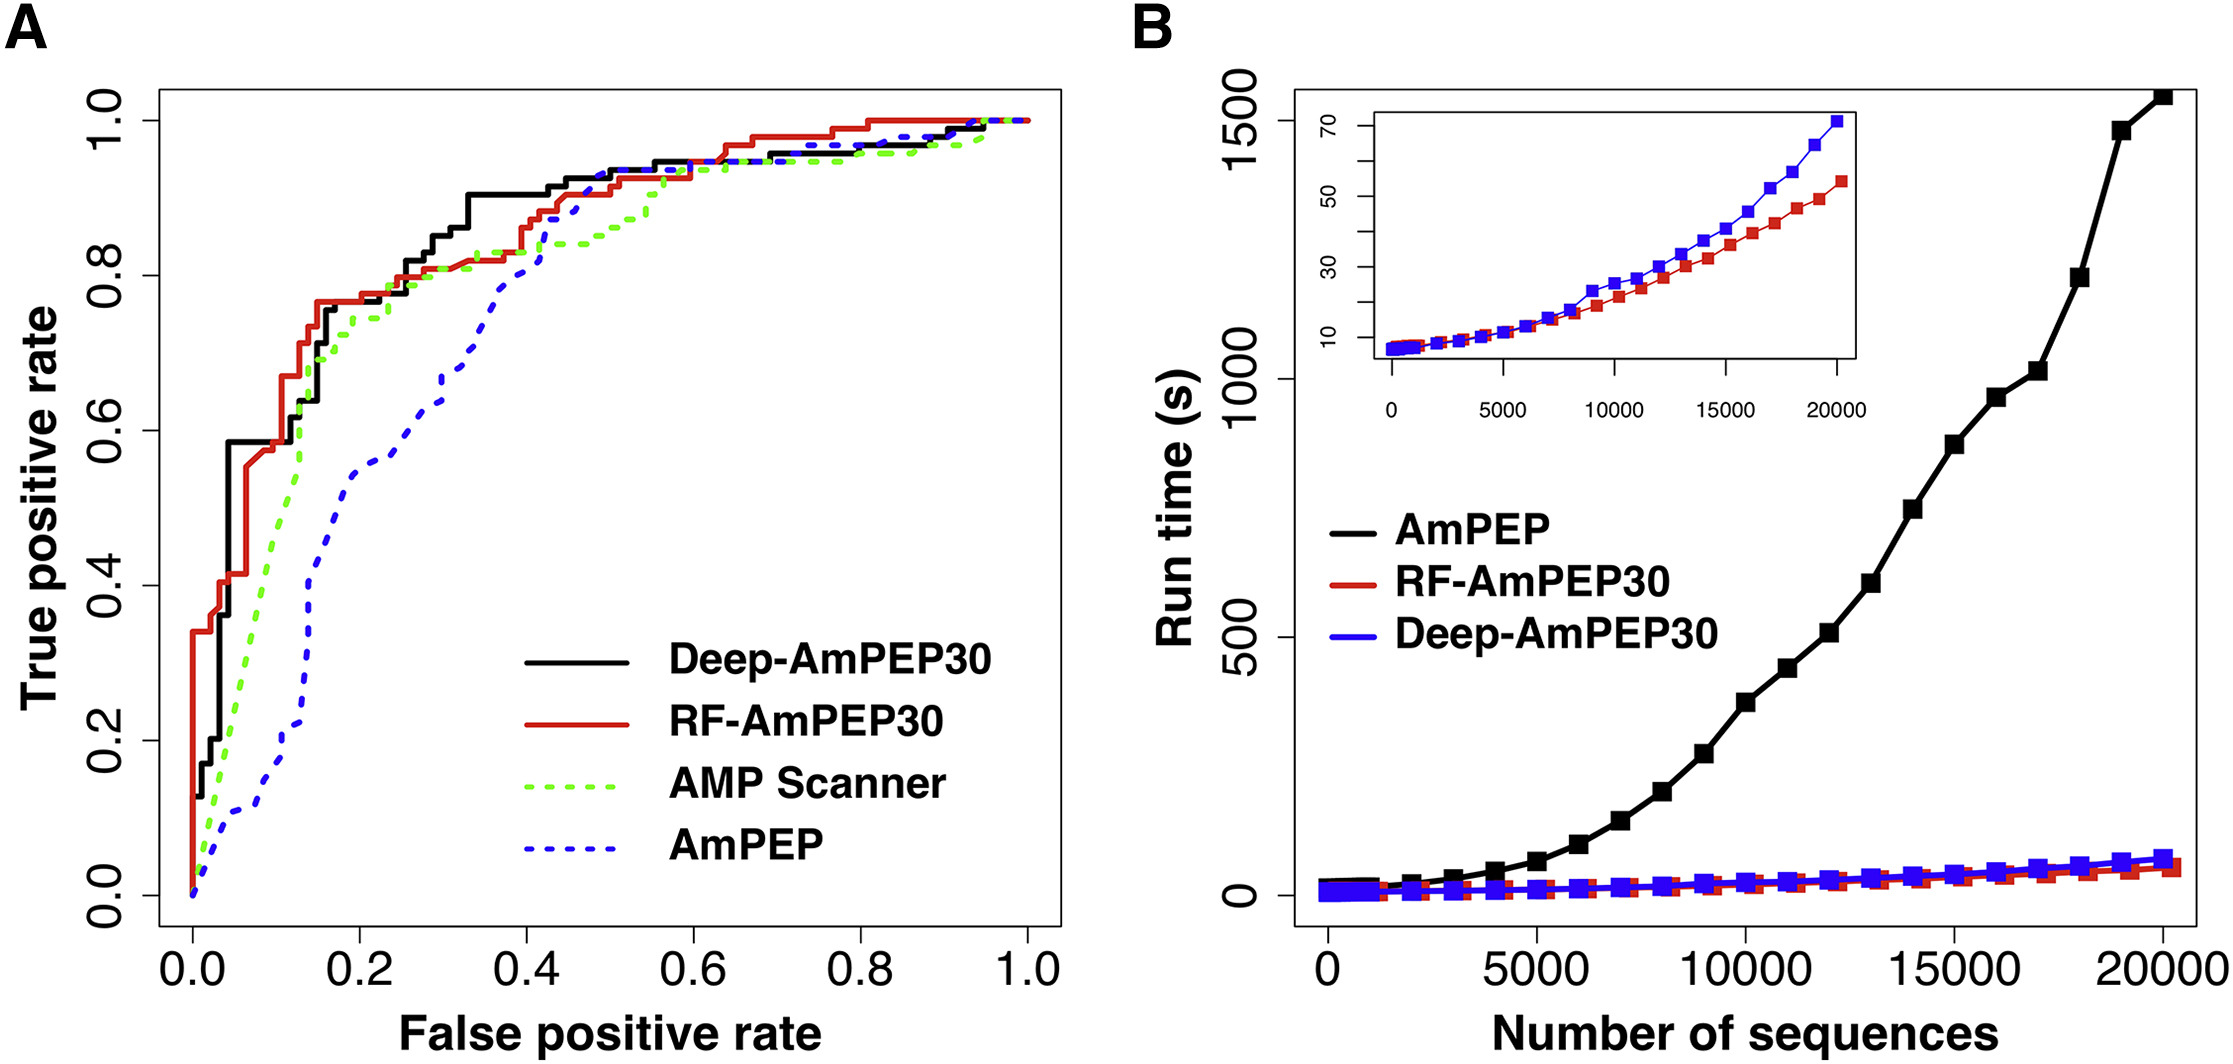 A
True positive rate
1.0
0.8
0.6
0.4
0.2
0.0
Deep-AmPEP30
RF-AmPEP30
AMP Scanner
AmPEP
0.0 0.2 0.4 0.6 0.8 1.0
False positive rate
B
Run time (s)
1500
1000
500
0
70
50
30
10
0 5000 10000 15000 20000
AmPEP
RF-AmPEP30
Deep-AmPEP30
0 5000 10000 15000 20000
Number of sequences